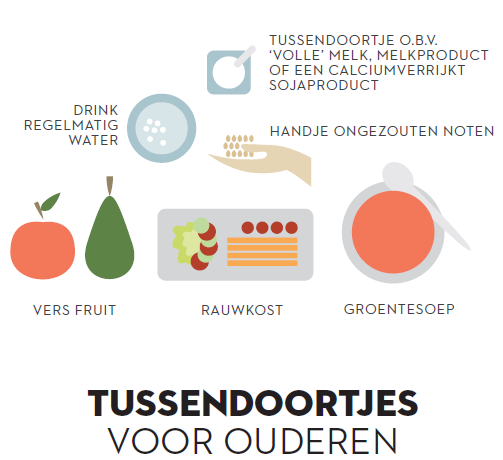 TUSSENDOORTJE O.B.V.
‘VOLLE’ MELK, MELKPRODUCT
OF EEN CALCIUMVERRIJKT
SOJAPRODUCT
DRINK
REGELMATIG
WATER
HANDJE ONGEZOUTEN NOTEN
VERS FRUIT
RAUWKOST
GROENTESOEP
TUSSENDOORTJES
VOOR OUDEREN